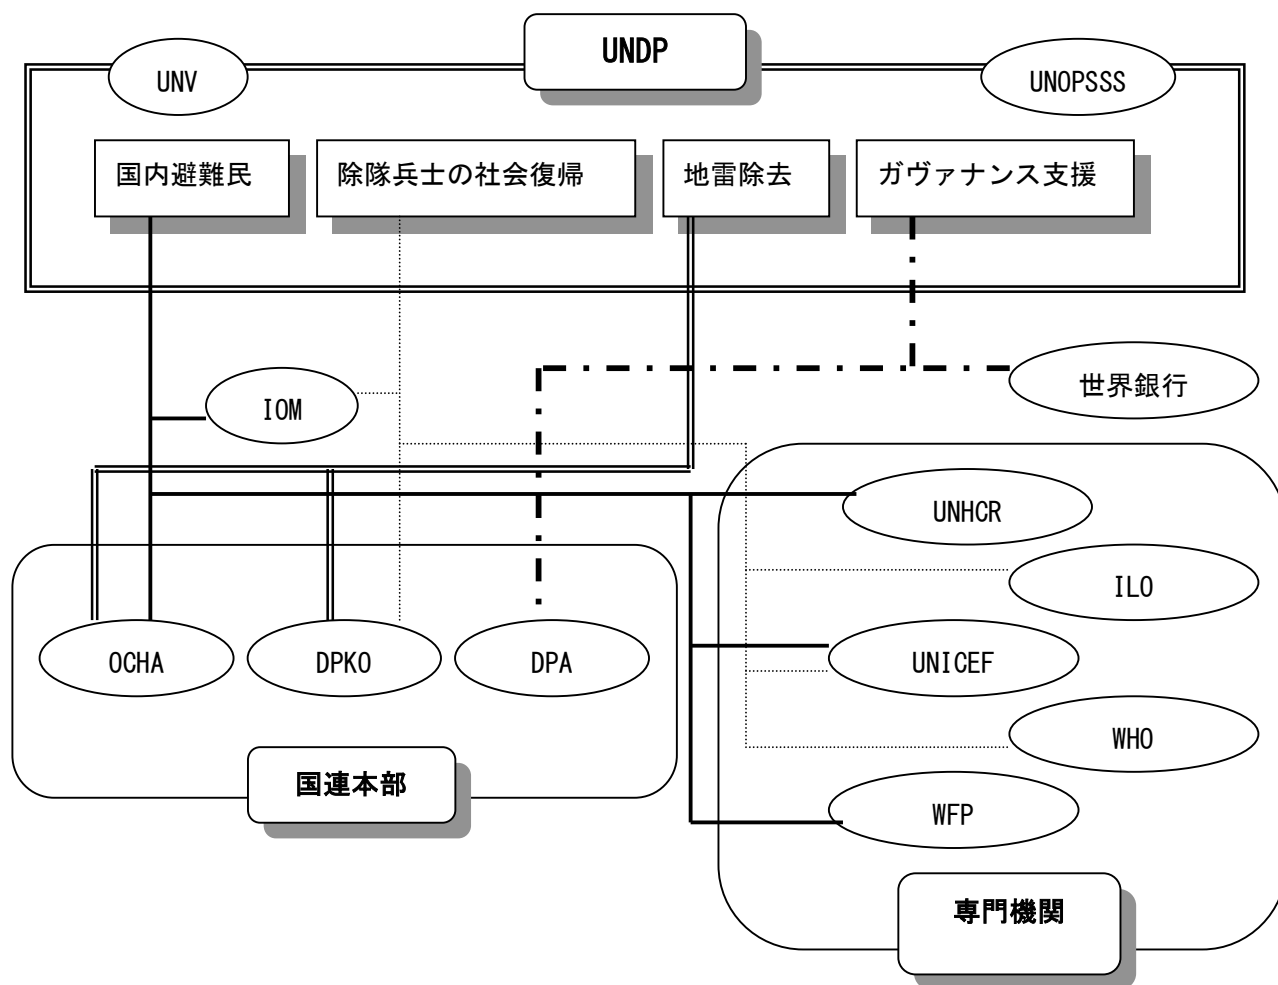 UNDP
UNV
UNOPSSS
国内避難民
除隊兵士の社会復帰
地雷除去
ガヴァナンス支援
世界銀行
IOM
UNHCR
ILO
OCHA
DPKO
DPA
UNICEF
WHO
国連本部
WFP
専門機関